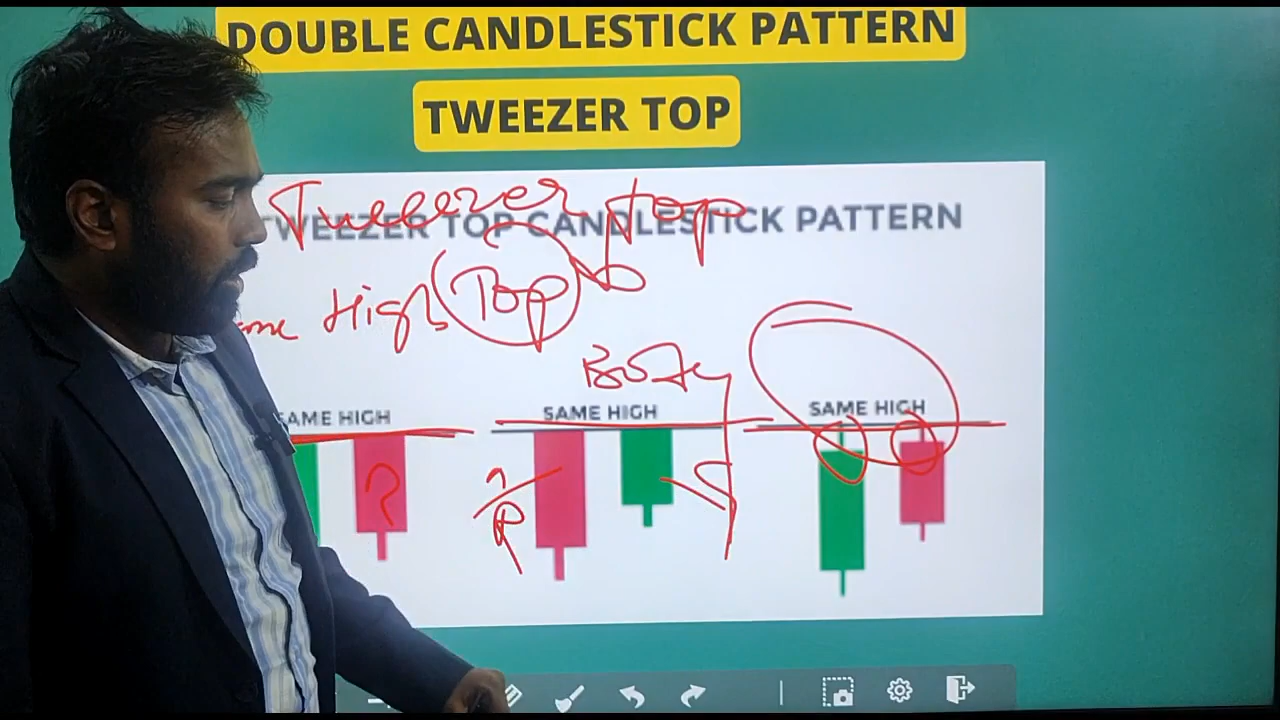 DOUBLE CANDLESTICK PATTERN
TWEEZER TOP
TWEEZER TOP CANDLESTICK PATTERN
Tweezer top
High Top
Body
SAME HIGH
SAME HIGH
SAME HIGH